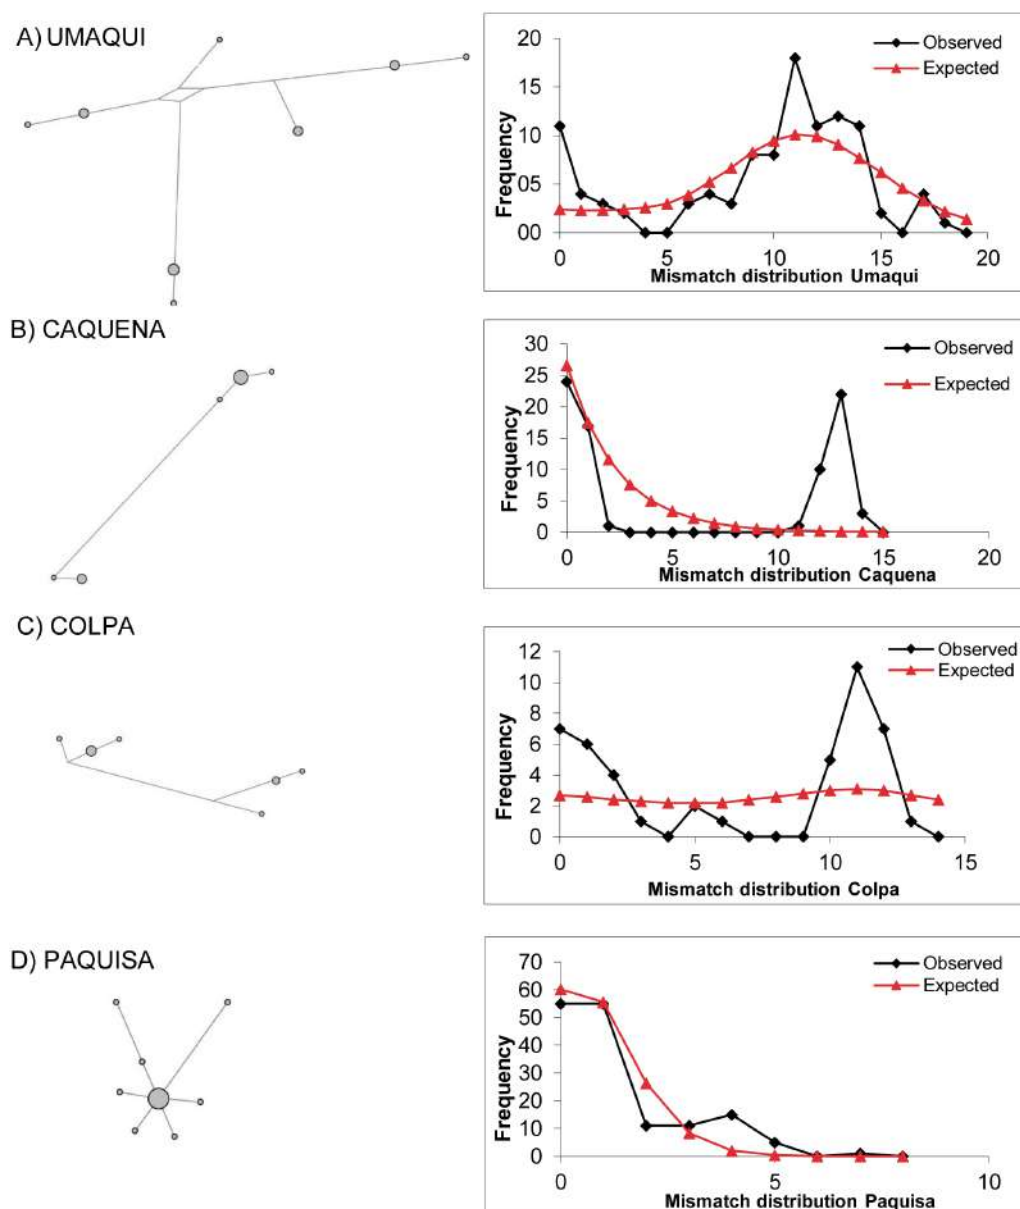 A) UMAQUI
Frequency
20
15
10
05
00
0 5 10 15 20
Observed
Expected
Mismatch distribution Umaqui
B) CAQUENA
Frequency
30
25
20
15
10
5
0
0 5 10 15 20
Observed
Expected
Mismatch distribution Caquena
C) COLPA
Frequency
12
10
8
6
4
2
0
0 5 10 15
Observed
Expected
Mismatch distribution Colpa
D) PAQUISA
Frequency
70
60
50
40
30
20
10
00
0 5 10
Observed
Expected
Mismatch distribution Paquisa